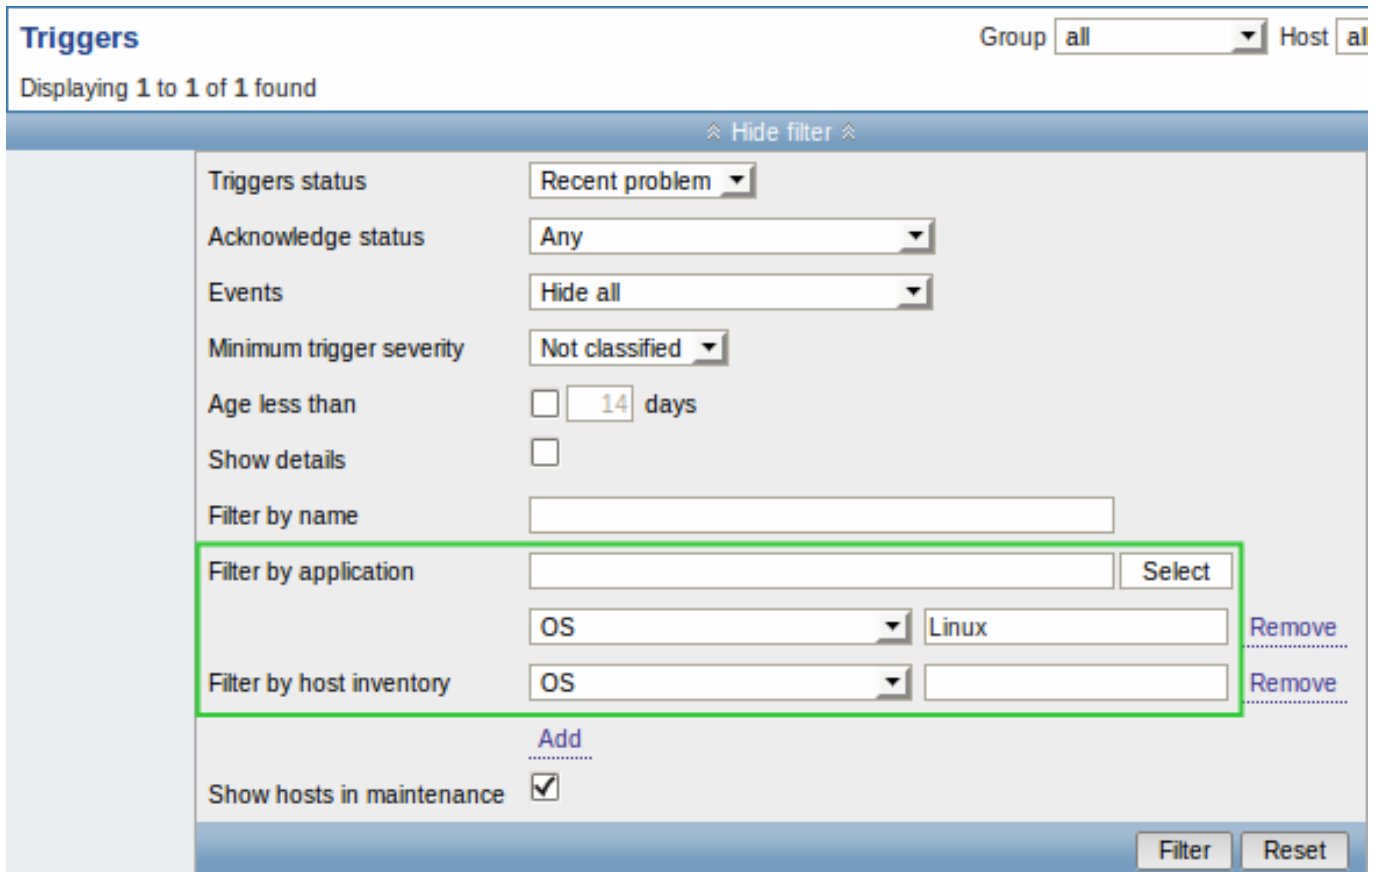 Triggers
Group all Host al
Displaying 1 to 1 of 1 found
Hide filter
Triggers status Recent problem
Acknowledge status Any
Events Hide all
Minimum trigger severity Not classified
Age less than 14 days
Show details
Filter by name
Filter by application Select
OS Linux Remove
Filter by host inventory OS Remove
Add
Show hosts in maintenance
Filter Reset